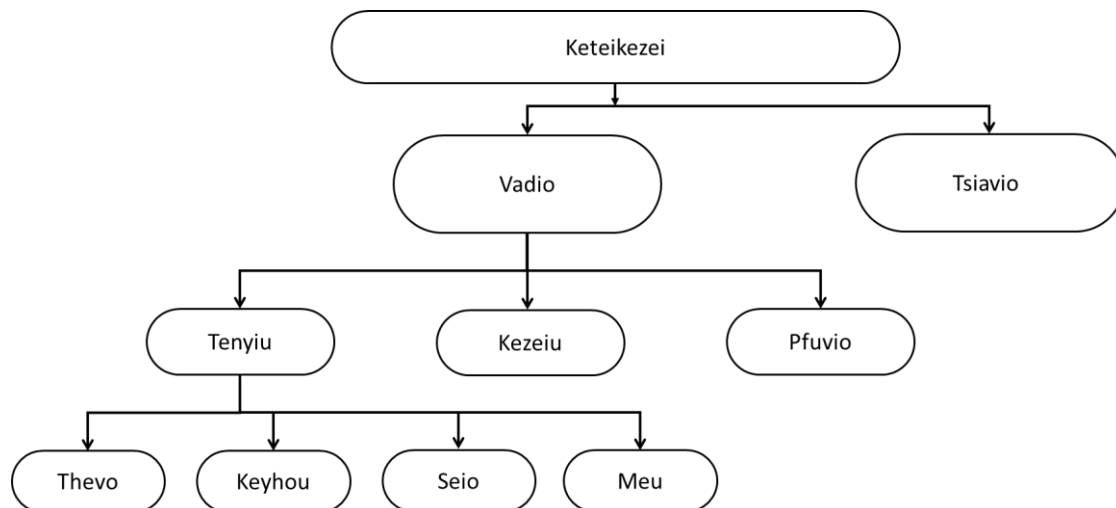 Keteikezei
Vadio
Tsiavio
Tenyiu
Kezeiu
Pfuvio
Thevo
Keyhou
Seio
Meu